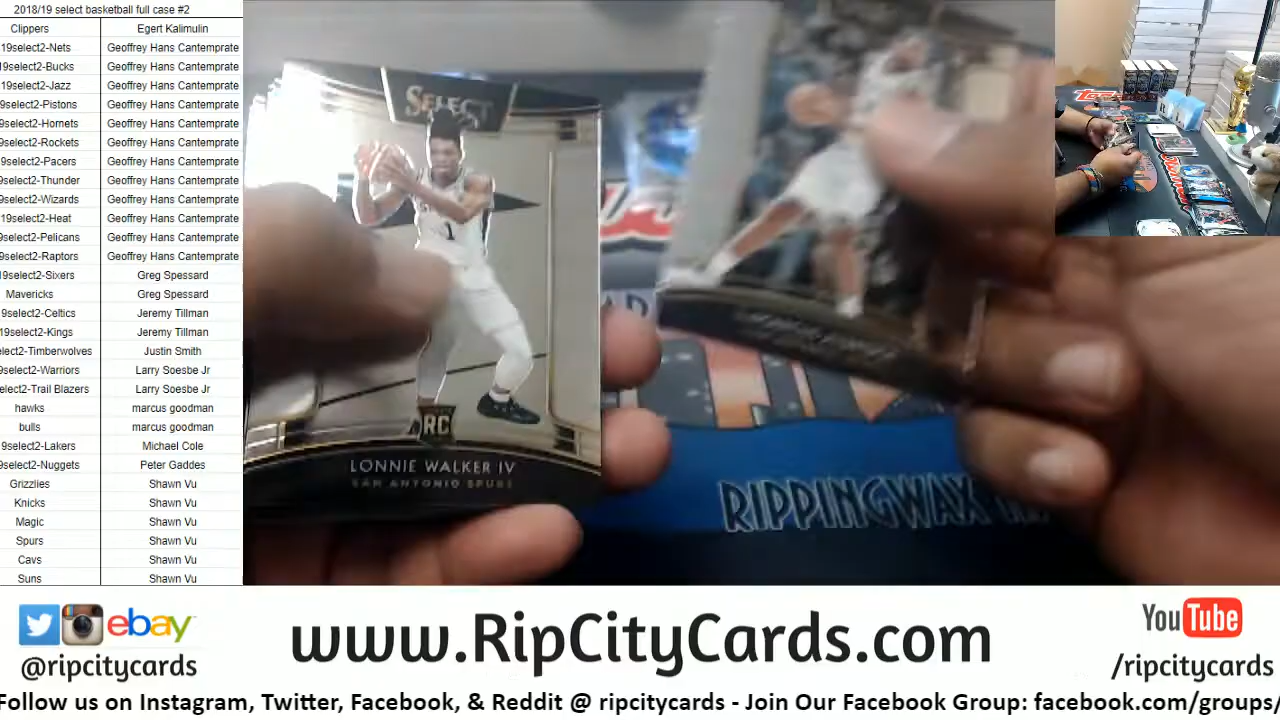 2018/19 select basketball full case #2
Clippers Egert Kalimulin
19select2-Nets Geoffrey Hans Cantemprate
19select2-Bucks Geoffrey Hans Cantemprate
19select2-Jazz Geoffrey Hans Cantemprate
9select2-Pistons Geoffrey Hans Cantemprate
9select2-Hornets Geoffrey Hans Cantemprate
9select2-Rockets Geoffrey Hans Cantemprate
9select2-Pacers Geoffrey Hans Cantemprate
9select2-Thunder Geoffrey Hans Cantemprate
9select2-Wizards Geoffrey Hans Cantemprate
19select2-Heat Geoffrey Hans Cantemprate
9select2-Pelicans Geoffrey Hans Cantemprate
9select2-Raptors Geoffrey Hans Cantemprate
19select2-Sixers Greg Spessard
Mavericks Greg Spessard
9select2-Celtics Jeremy Tillman
19select2-Kings Jeremy Tillman
elect2-Timberwolves Justin Smith
9select2-Warriors Larry Soesbe Jr
select2-Trail Blazers Larry Soesbe Jr
hawks marcus goodman
bulls marcus goodman
9select2-Lakers Michael Cole
9select2-Nuggets Peter Gaddes
Grizzlies Shawn Vu
Knicks Shawn Vu
Magic Shawn Vu
Spurs Shawn Vu
Cavs Shawn Vu
Suns Shawn Vu
SELECT
1
RC
LONNIE WALKER IV
SAN ANTONIO SPURS
RIPPINGWAX
ebay
@ripcitycards
www.RipCityCards.com
YouTube
/ripcitycards
Follow us on Instagram, Twitter, Facebook, & Reddit @ ripcitycards - Join Our Facebook Group: facebook.com/groups/